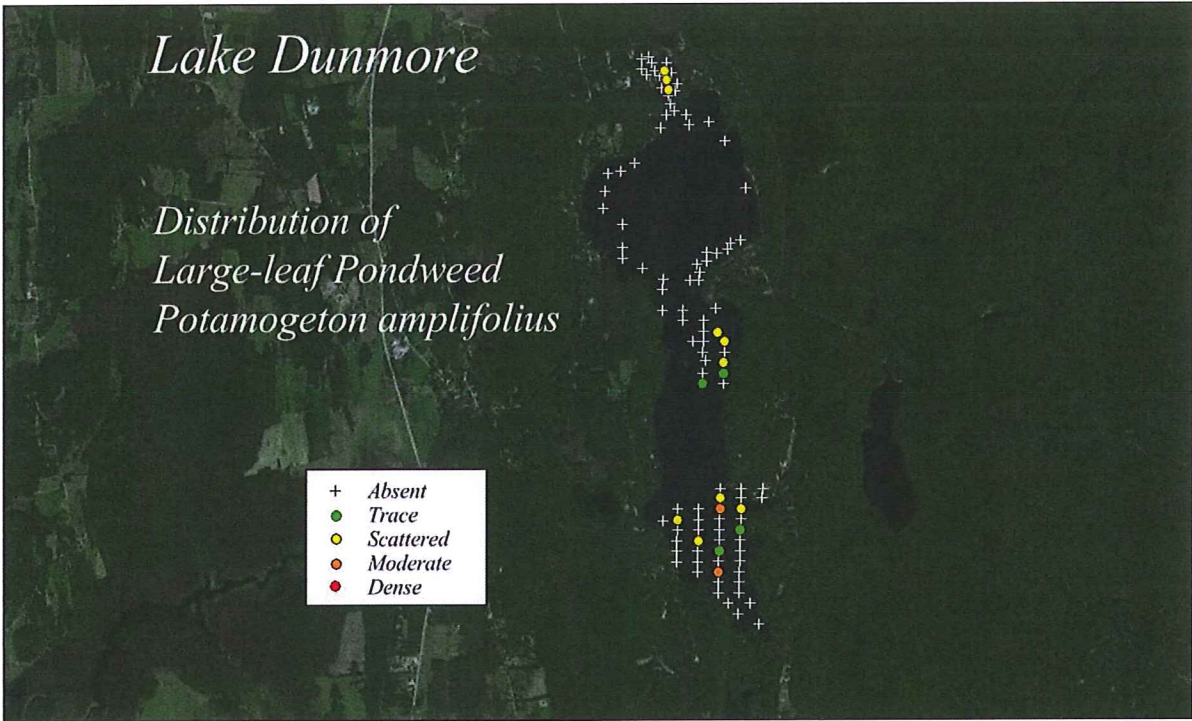 Lake Dunmore
Distribution of
Large-leaf Pondweed
Potamogeton amplifolius
Absent
Trace
Scattered
Moderate
Dense